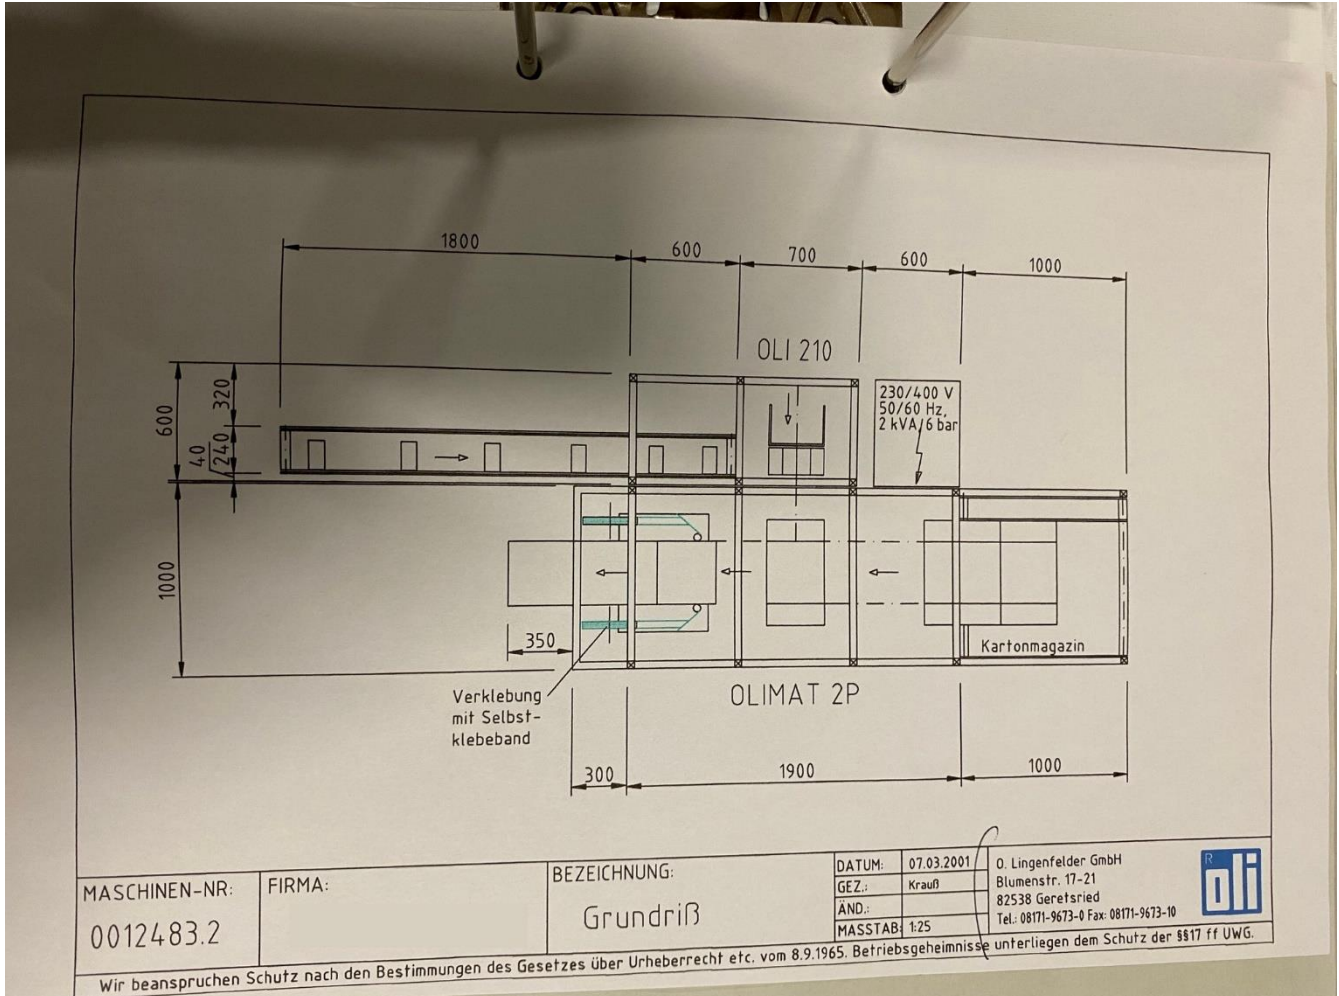 1800
600
700
600
1000
OLI 210
600
320
40
240
230/400 V
50/60 Hz,
2 kVA/6 bar
1000
350
Kartonmagazin
Verklebung
mit Selbst-
klebeband
OLIMAT 2P
300
1900
1000
MASCHINEN-NR:
0012483.2
FIRMA:
BEZEICHNUNG:
Grundriß
DATUM: 07.03.2001
GEZ.: Krauß
ÄND.:
MASSTAB: 1:25
O. Lingenfelder GmbH
Blumenstr. 17-21
82538 Geretsried
Tel.: 08171-9673-0 Fax: 08171-9673-10
R
oli
Wir beanspruchen Schutz nach den Bestimmungen des Gesetzes über Urheberrecht etc. vom 8.9.1965. Betriebsgeheimnisse unterliegen dem Schutz der §§17 ff UWG.